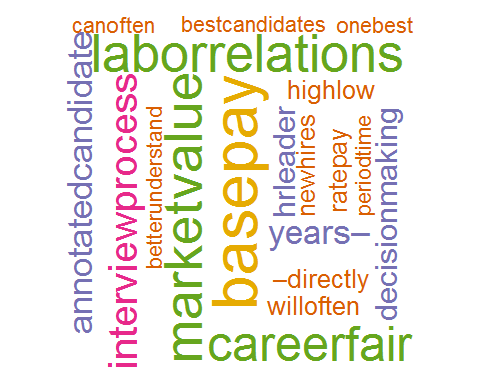 canoften
bestcandidates
onebest
laborrelations
annotatedcandidate
interviewprocess
betterunderstand
marketvalue
basepay
highlow
hrleader
newhires
ratepay
periodtime
decisionmaking
years–
–directly
willoften
careerfair